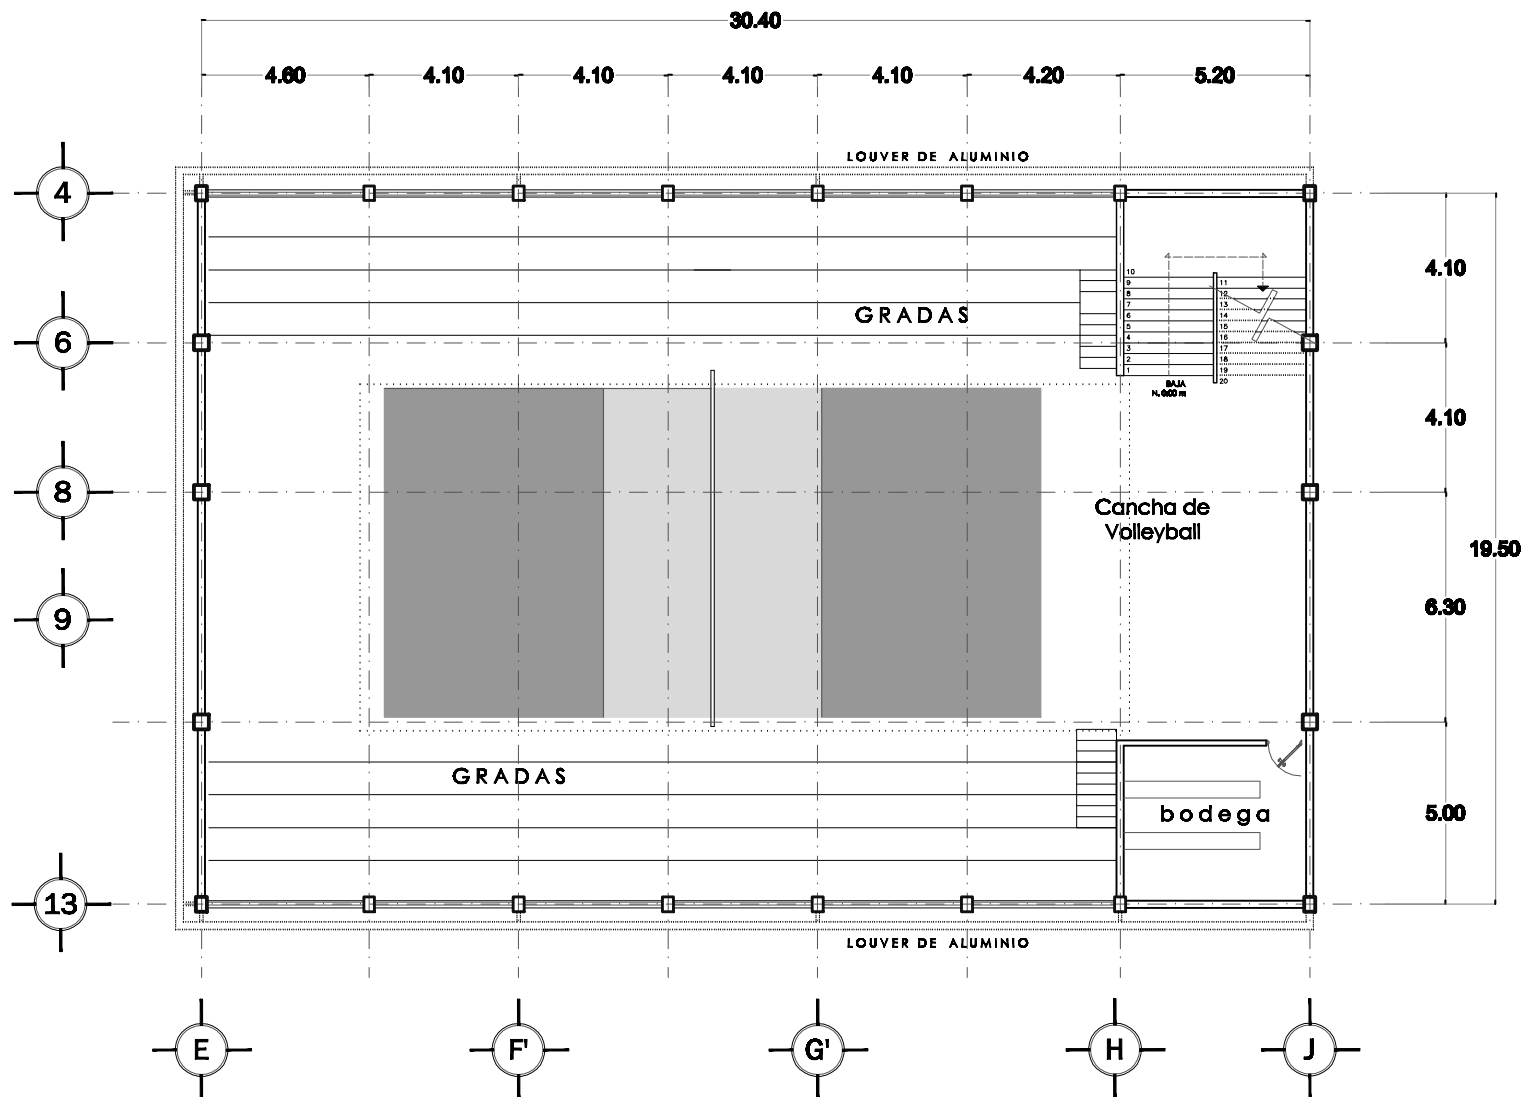 30.40
4.60 4.10 4.10 4.10 4.10 4.20 5.20
LOUVER DE ALUMINIO
4
4.10
10
9 11
8 12
7 13
GRADAS
6 14
5 15
6
4 16
3 17
2 18
1 19
20
BAJA
N. 0.00 m
4.10
8
Cancha de
Volleyball
19.50
9
6.30
GRADAS
bodega
5.00
13
LOUVER DE ALUMINIO
E F' G' H J